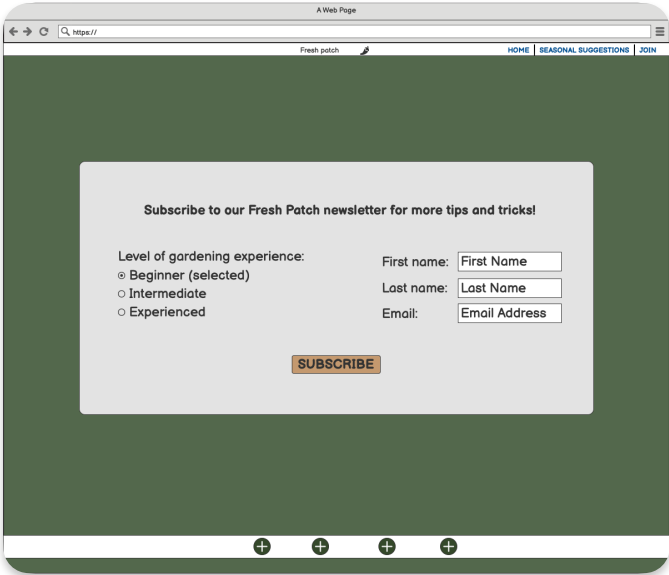 A Web Page
https://
Fresh patch
HOME SEASONAL SUGGESTIONS JOIN
Subscribe to our Fresh Patch newsletter for more tips and tricks!
Level of gardening experience:
Beginner (selected)
Intermediate
Experienced
First name: First Name
Last name: Last Name
Email: Email Address
SUBSCRIBE